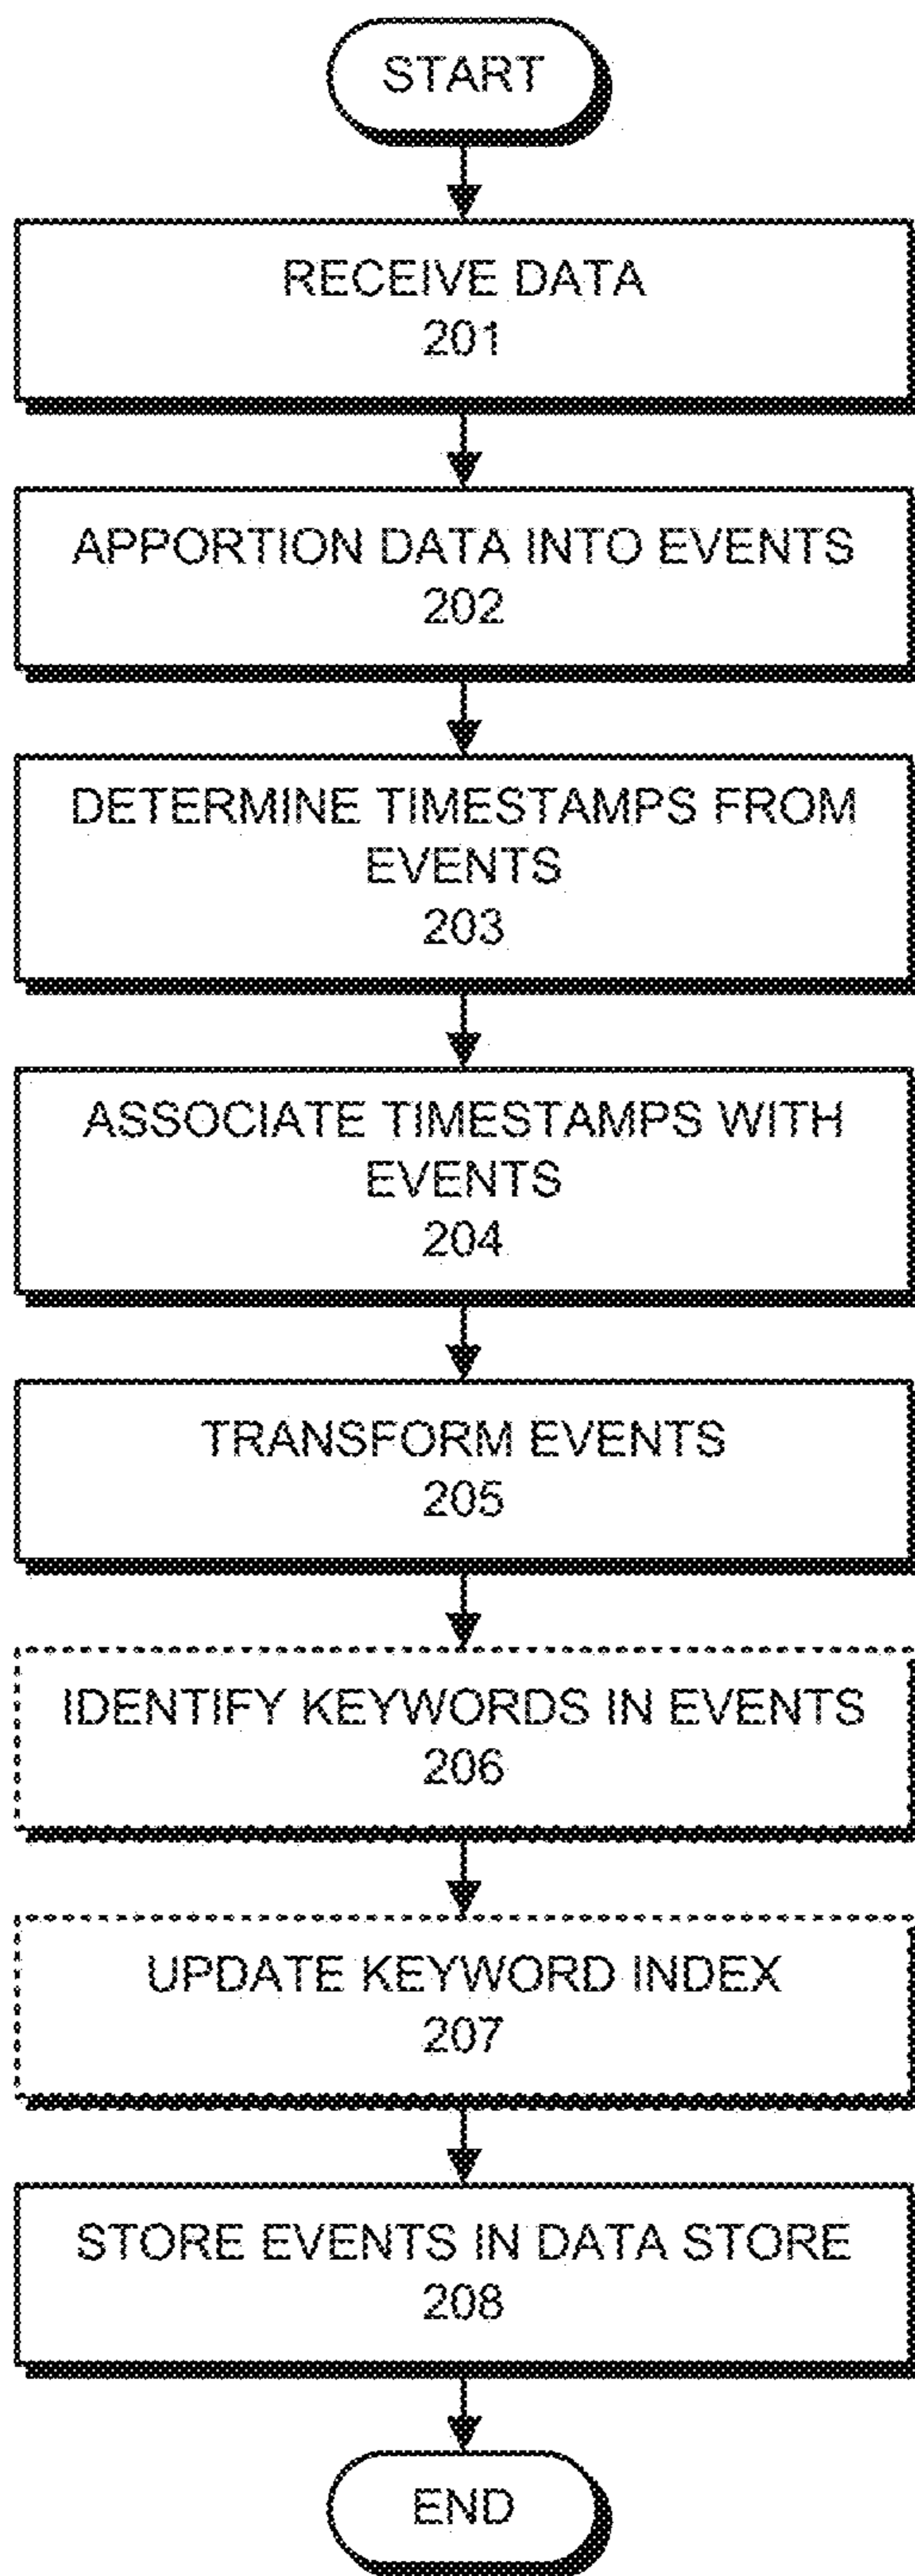 START
RECEIVE DATA
201
APPORTION DATA INTO EVENTS
202
DETERMINE TIMESTAMPS FROM
EVENTS
203
ASSOCIATE TIMESTAMPS WITH
EVENTS
204
TRANSFORM EVENTS
205
IDENTIFY KEYWORDS IN EVENTS
206
UPDATE KEYWORD INDEX
207
STORE EVENTS IN DATA STORE
208
END